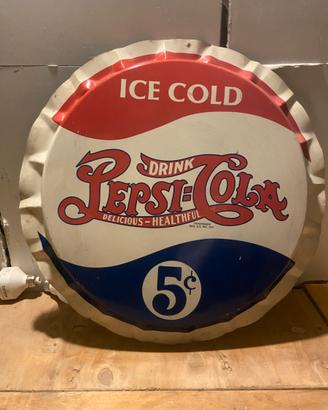 ICE COLD
DRINK
PEPSI=COLA
DELICIOUS-HEALTHFUL
5¢